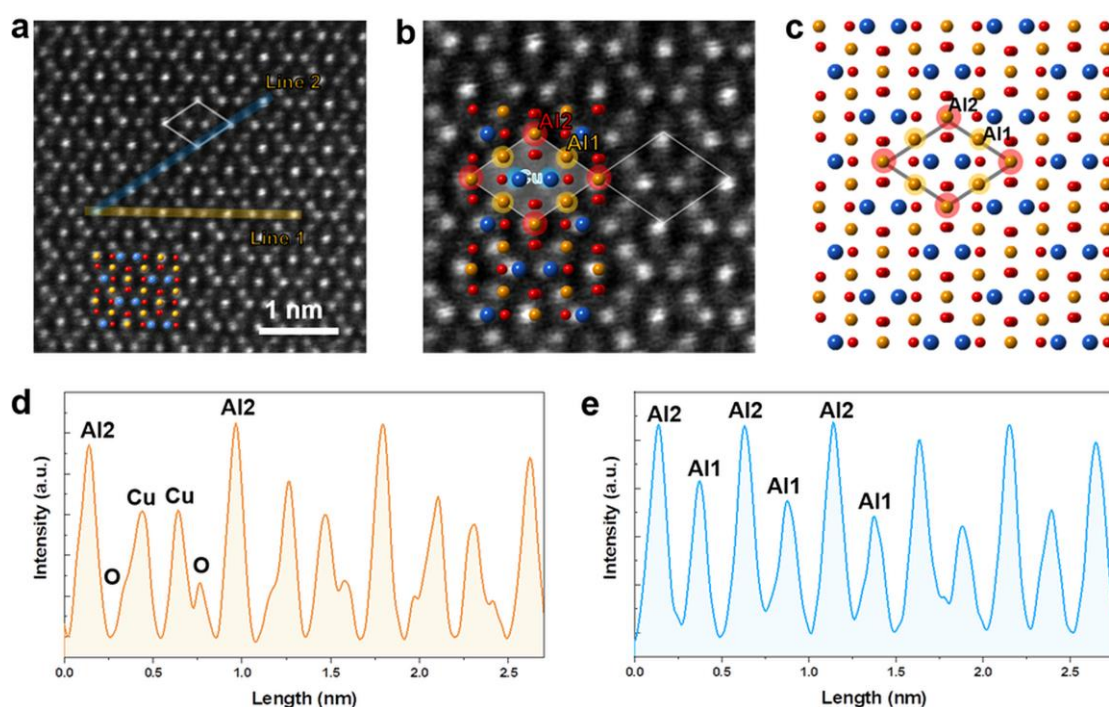 a
Line 2
Line 1
1 nm
b
Al2
Al1
Cu
c
Al2
Al1
d
Al2
Cu
Cu
O
O
Al2
Intensity (a.u.)
0.0 0.5 1.0 1.5 2.0 2.5
Length (nm)
e
Al2
Al1
Al2
Al1
Al2
Al1
Intensity (a.u.)
0.0 0.5 1.0 1.5 2.0 2.5
Length (nm)